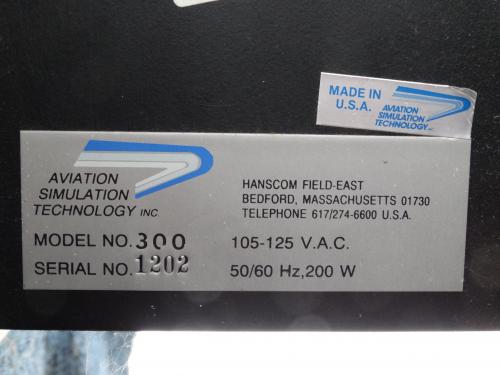 MADE IN
U.S.A.
AVIATION
SIMULATION
TECHNOLOGY INC.
AVIATION
SIMULATION
TECHNOLOGY INC.
HANSCOM FIELD-EAST
BEDFORD, MASSACHUSETTS 01730
TELEPHONE 617/274-6600 U.S.A.
MODEL NO. 300
105-125 V.A.C.
SERIAL NO. 1202
50/60 Hz,200 W